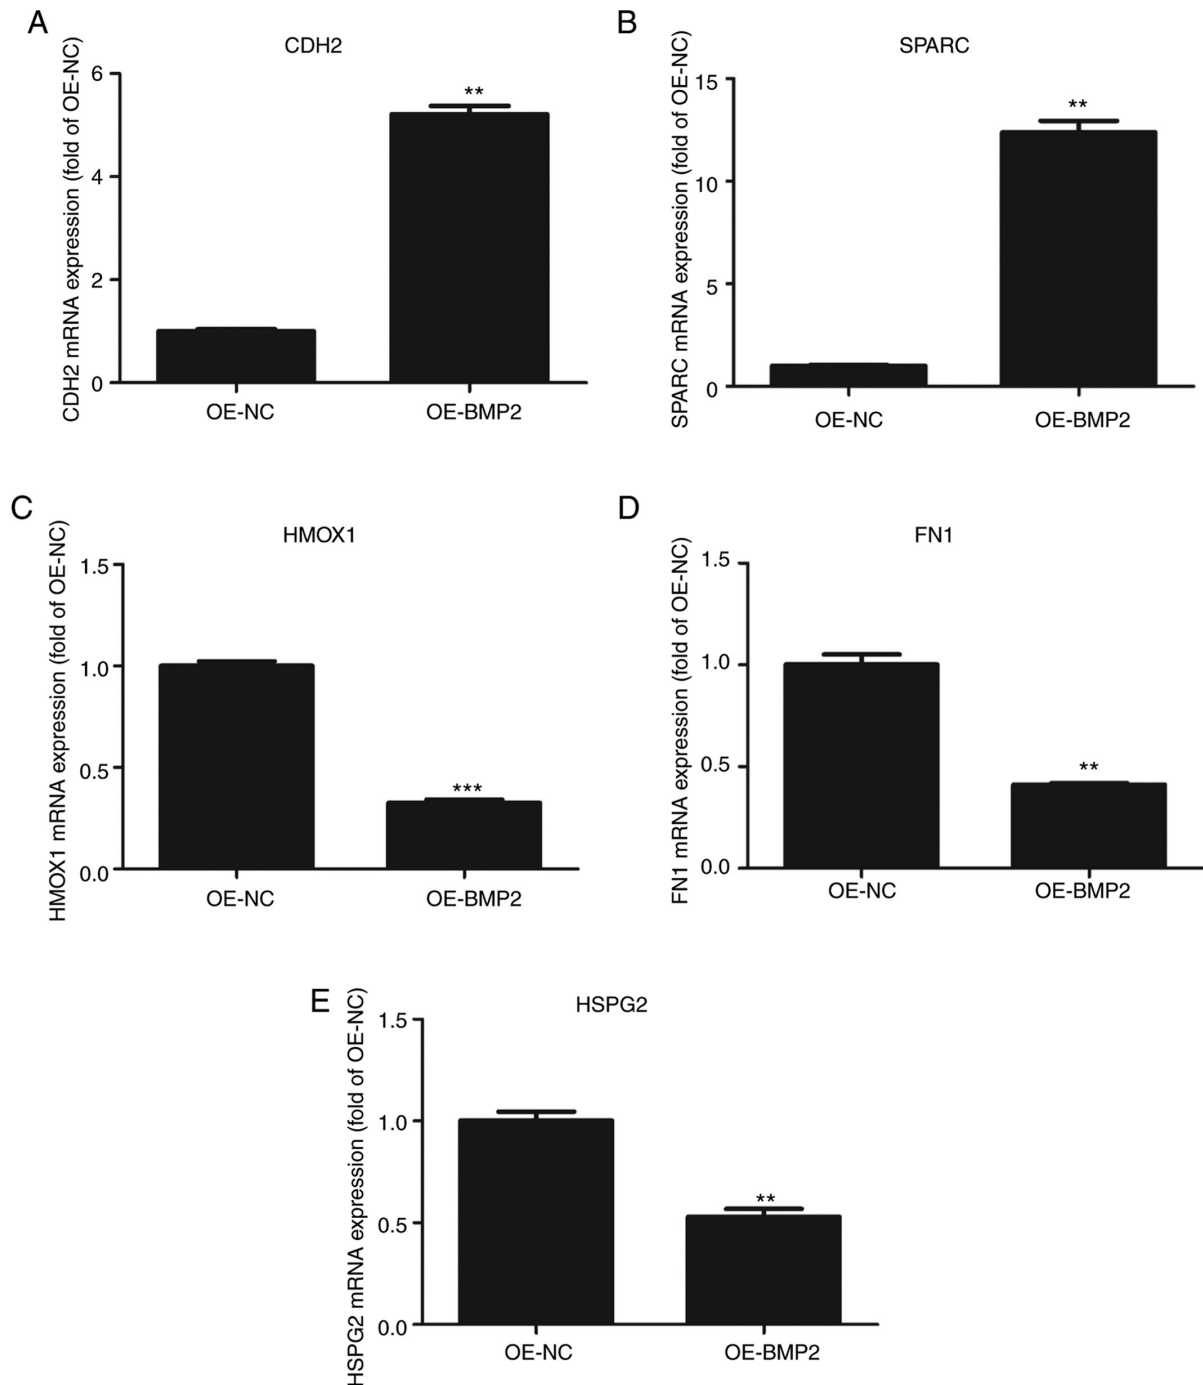 A
CDH2
CDH2 mRNA expression (fold of OE-NC)
6
4
2
0
**
OE-NC
OE-BMP2
B
SPARC
SPARC mRNA expression (fold of OE-NC)
15
10
5
0
**
OE-NC
OE-BMP2
C
HMOX1
HMOX1 mRNA expression (fold of OE-NC)
1.5
1.0
0.5
0.0
***
OE-NC
OE-BMP2
D
FN1
FN1 mRNA expression (fold of OE-NC)
1.5
1.0
0.5
0.0
**
OE-NC
OE-BMP2
E
HSPG2
HSPG2 mRNA expression (fold of OE-NC)
1.5
1.0
0.5
0.0
**
OE-NC
OE-BMP2